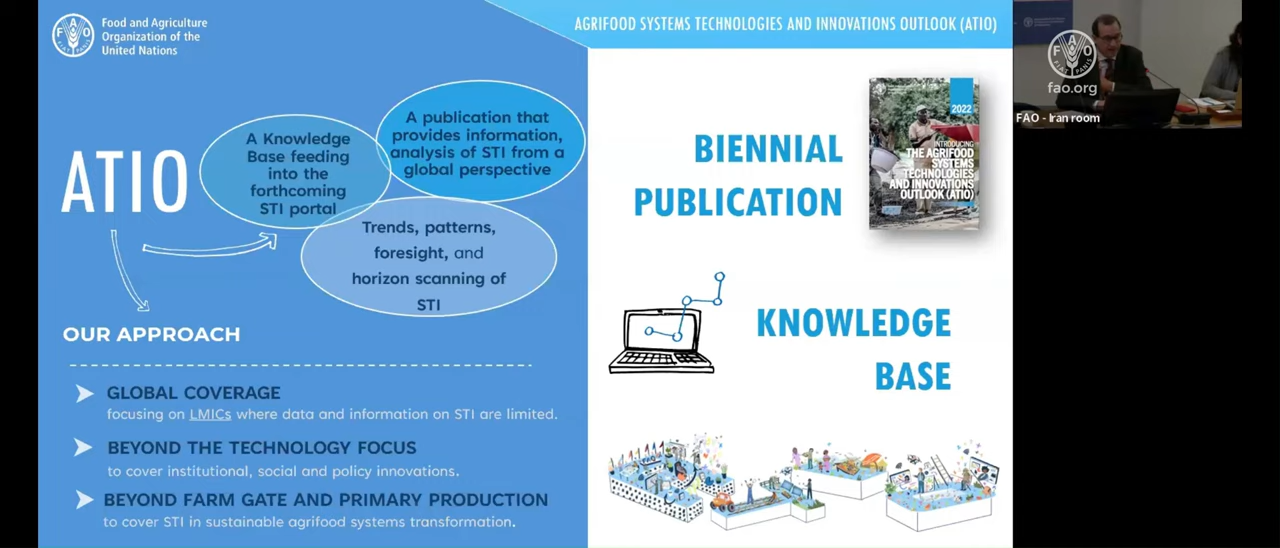 Food and Agriculture
Organization of the
United Nations
AGRIFOOD SYSTEMS TECHNOLOGIES AND INNOVATIONS OUTLOOK (ATIO)
ATIO
A Knowledge
Base feeding
into the
forthcoming
STI portal
A publication that
provides information,
analysis of STI from a
global perspective
Trends, patterns,
foresight, and
horizon scanning of
STI
OUR APPROACH
GLOBAL COVERAGE
focusing on LMICs where data and information on STI are limited.
BEYOND THE TECHNOLOGY FOCUS
to cover institutional, social and policy innovations.
BEYOND FARM GATE AND PRIMARY PRODUCTION
to cover STI in sustainable agrifood systems transformation.
BIENNIAL
PUBLICATION
2022
INTRODUCING
THE AGRIFOOD
SYSTEMS
TECHNOLOGIES
AND INNOVATIONS
OUTLOOK (ATIO)
KNOWLEDGE
BASE
FAO
FIAT PANIS
fao.org
FAO - Iran room